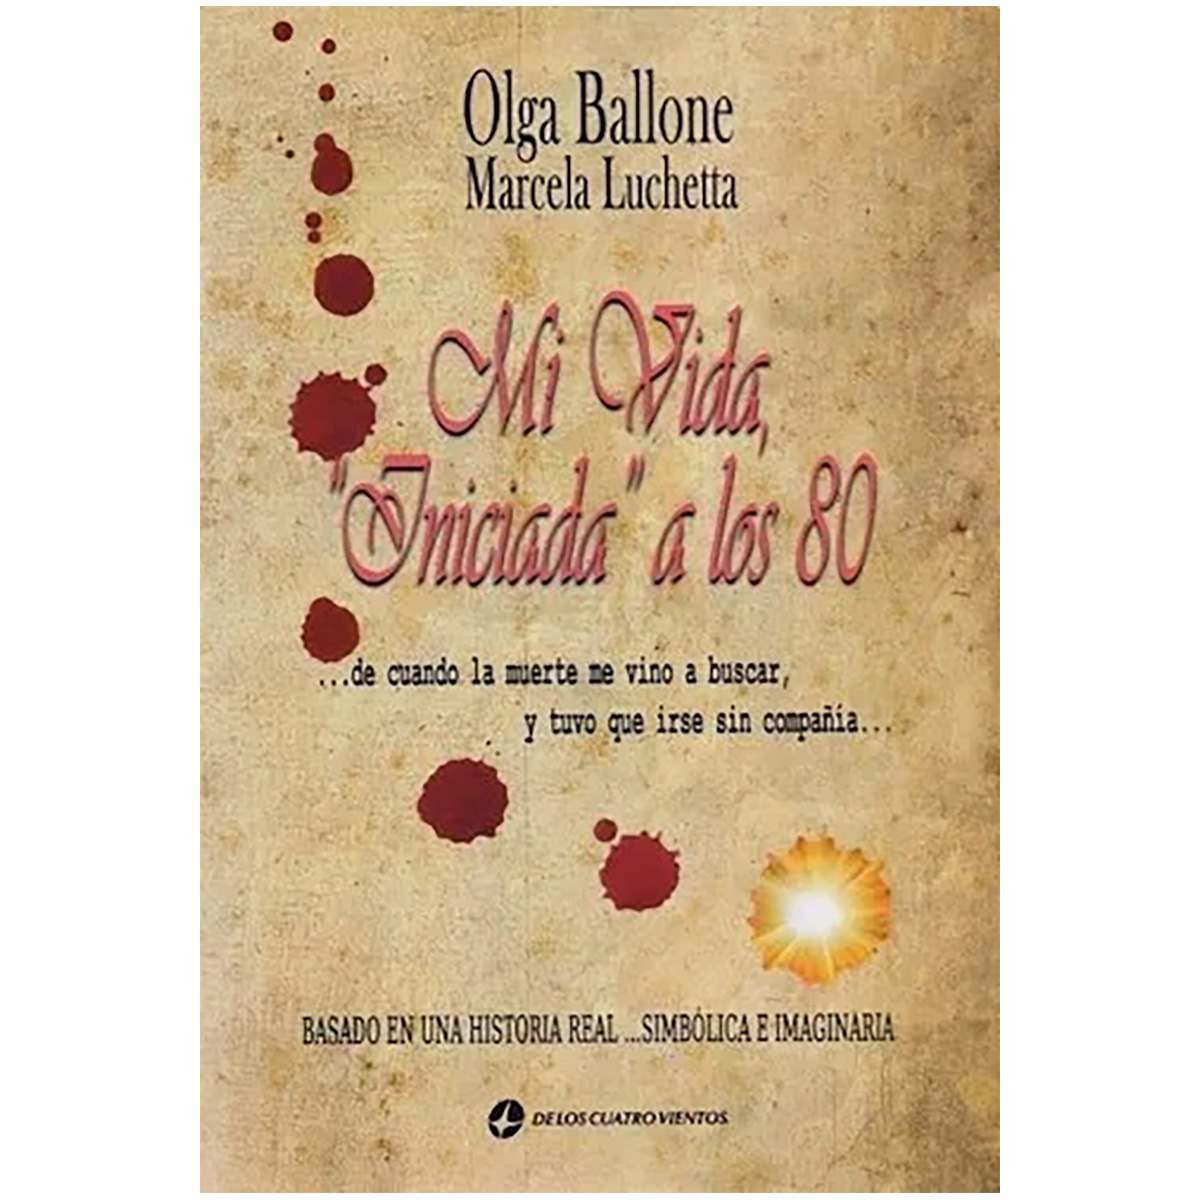 Olga Ballone
Marcela Luchetta
Mi Vida,
"Iniciada" a los 80
...de cuando la muerte me vino a buscar,
y tuvo que irse sin compañía...
BASADO EN UNA HISTORIA REAL ...SIMBÓLICA E IMAGINARIA
DE LOS CUATRO VIENTOS